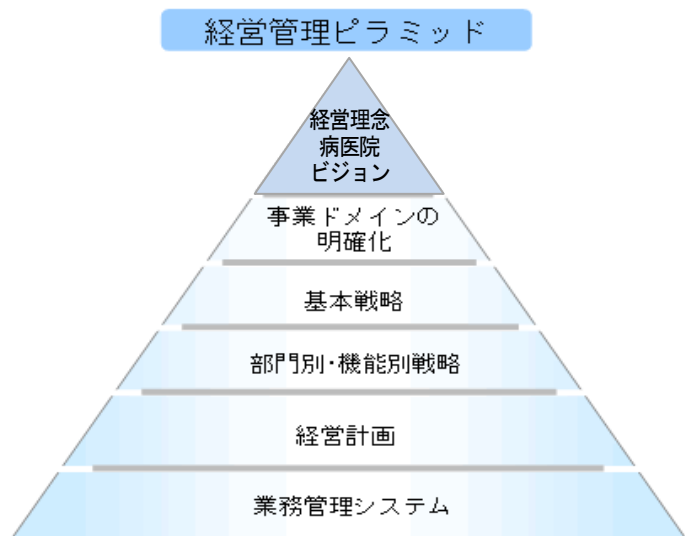 経営管理ピラミッド
経営理念
病医院
ビジョン
事業ドメインの
明確化
基本戦略
部門別・機能別戦略
経営計画
業務管理システム